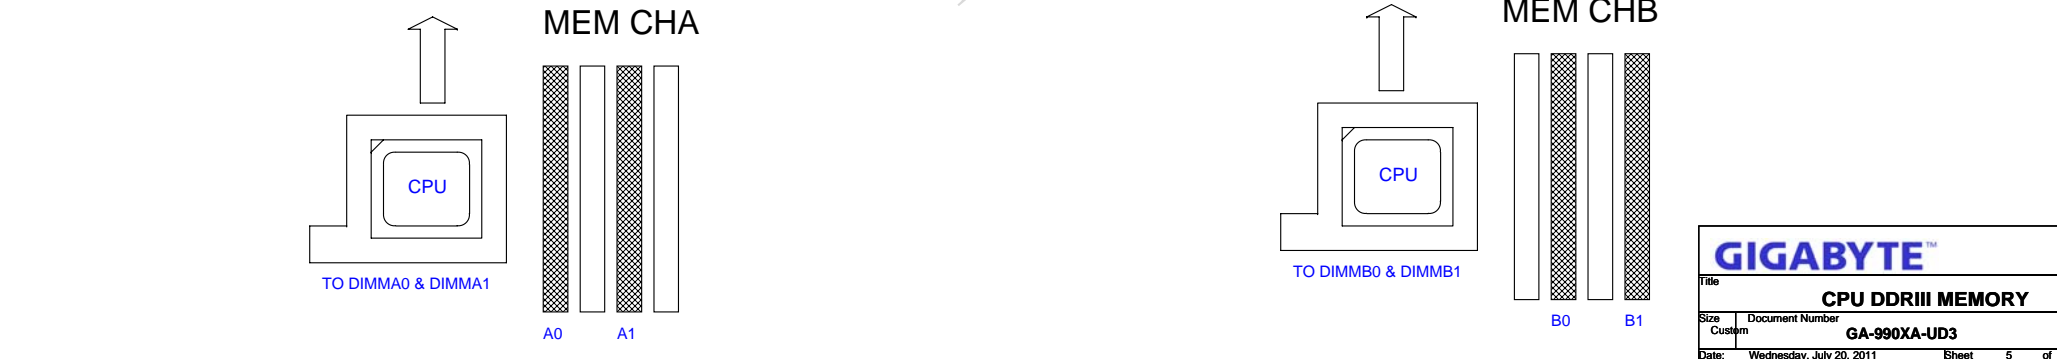 MEM CHA
CPU
TO DIMMA0 & DIMMA1
A0 A1
MEM CHB
CPU
TO DIMMB0 & DIMMB1
B0 B1
GIGABYTE™
Title
CPU DDRIII MEMORY
Size Document Number
Custom GA-990XA-UD3
Date: Wednesday, July 20, 2011 Sheet 5 of